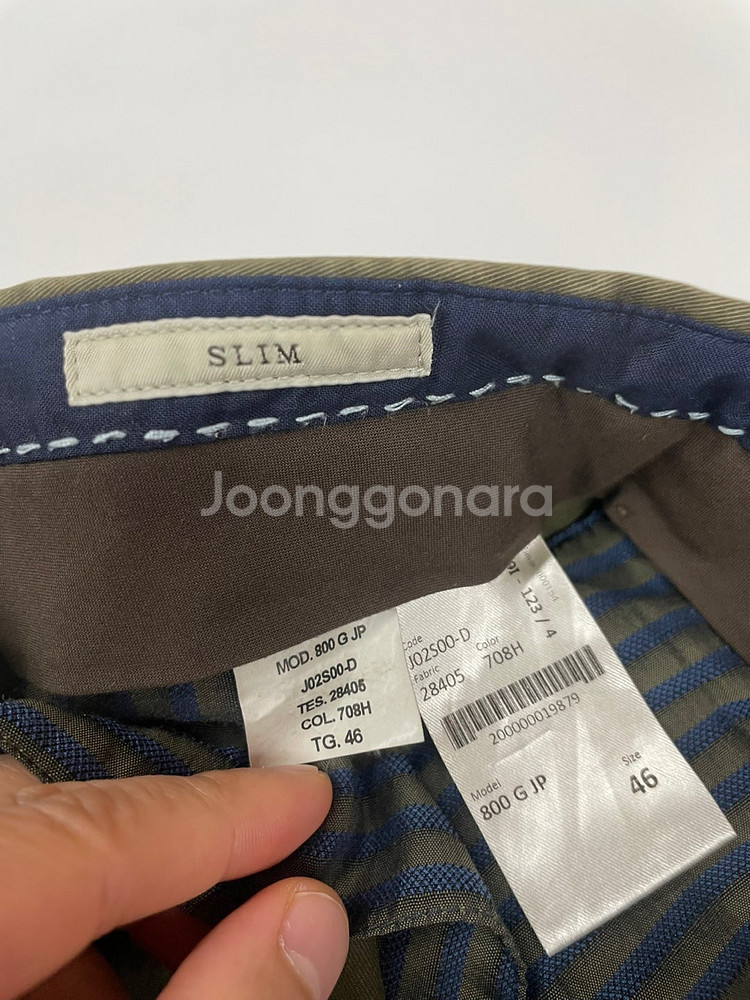 SLIM
Joonggonara
MOD. 800 G JP
J02S00-D
TES. 28405
COL. 708H
TG. 46
- 123 / 4
Code
J02S00-D
Color
708H
Fabric
28405
200000019879
Model
800 G JP
Size
46